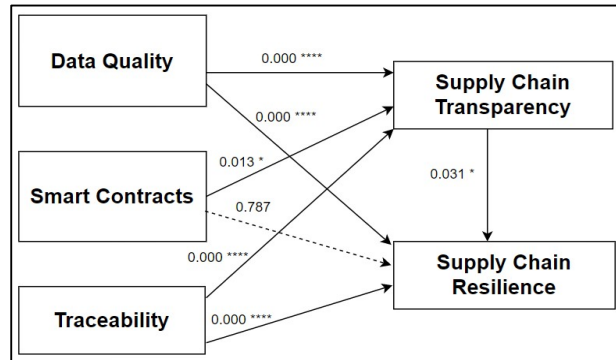 Data Quality
0.000 ****
Supply Chain
Transparency
0.000 ****
0.013 *
Smart Contracts
0.787
0.031 *
0.000 ****
Supply Chain
Resilience
Traceability
0.000 ****